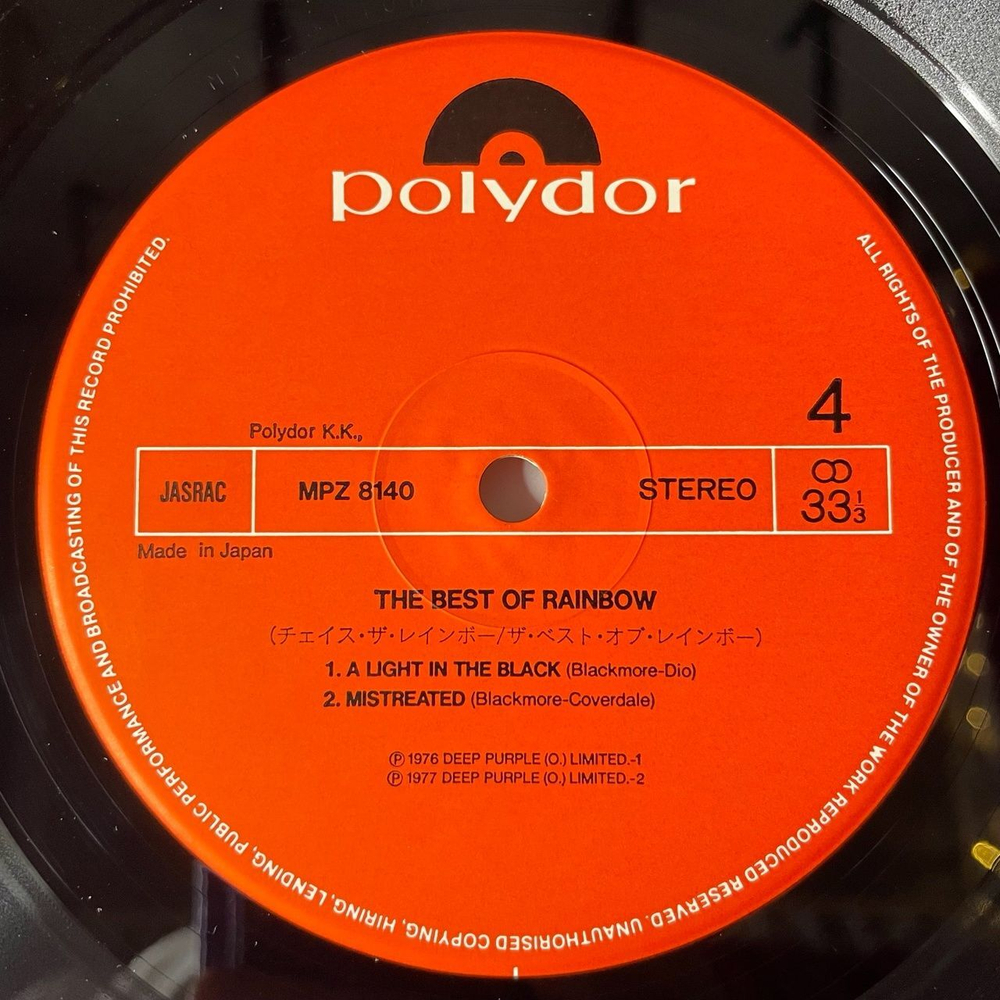 polydor
4
Polydor K.K.,
JASRAC
MPZ 8140
STEREO
∞
33⅓
Made in Japan
THE BEST OF RAINBOW
(チェイス・ザ・レインボー/ザ・ベスト・オブ・レインボー)
1. A LIGHT IN THE BLACK (Blackmore-Dio)
2. MISTREATED (Blackmore-Coverdale)
Ⓟ 1976 DEEP PURPLE (O.) LIMITED.-1
Ⓟ 1977 DEEP PURPLE (O.) LIMITED.-2
ALL RIGHTS OF THE PRODUCER AND OF THE OWNER OF THE WORK REPRODUCED RESERVED. UNAUTHORISED COPYING, HIRING, LENDING, PUBLIC PERFORMANCE AND BROADCASTING OF THIS RECORD PROHIBITED.